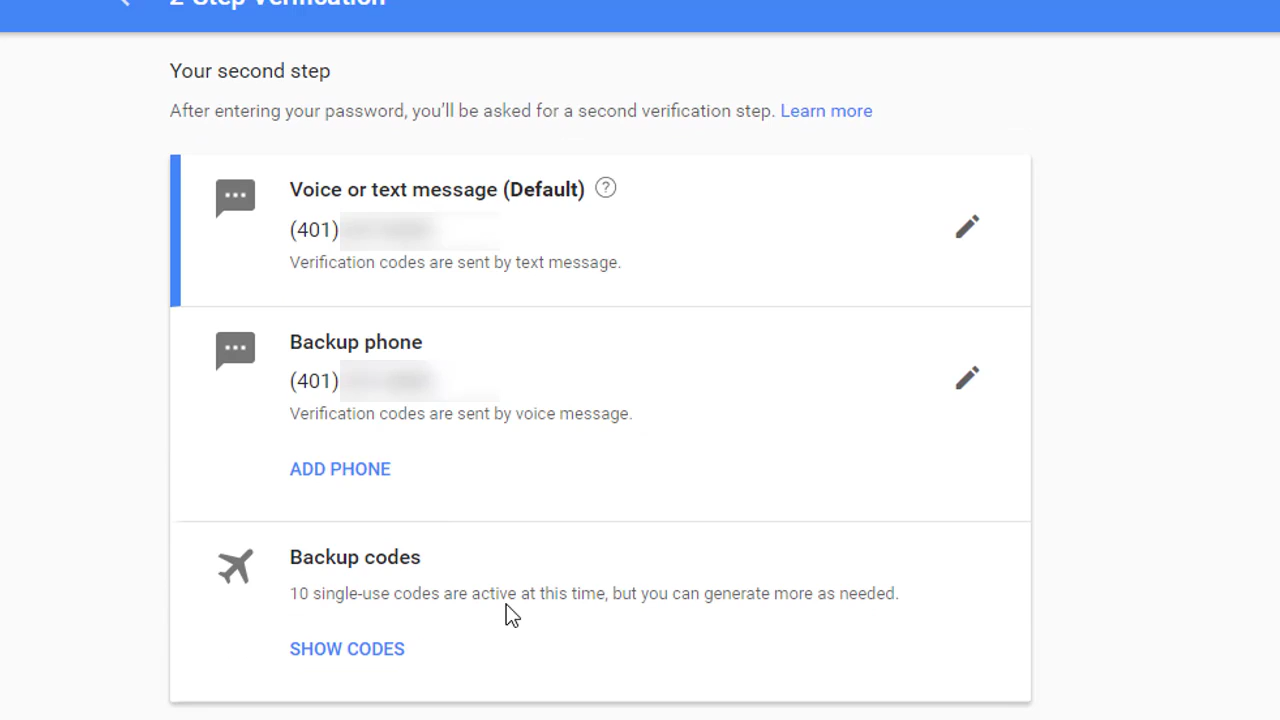 2-Step Verification
Your second step
After entering your password, you'll be asked for a second verification step. Learn more
Voice or text message (Default) ?
(401)
Verification codes are sent by text message.
Backup phone
(401)
Verification codes are sent by voice message.
ADD PHONE
Backup codes
10 single-use codes are active at this time, but you can generate more as needed.
SHOW CODES